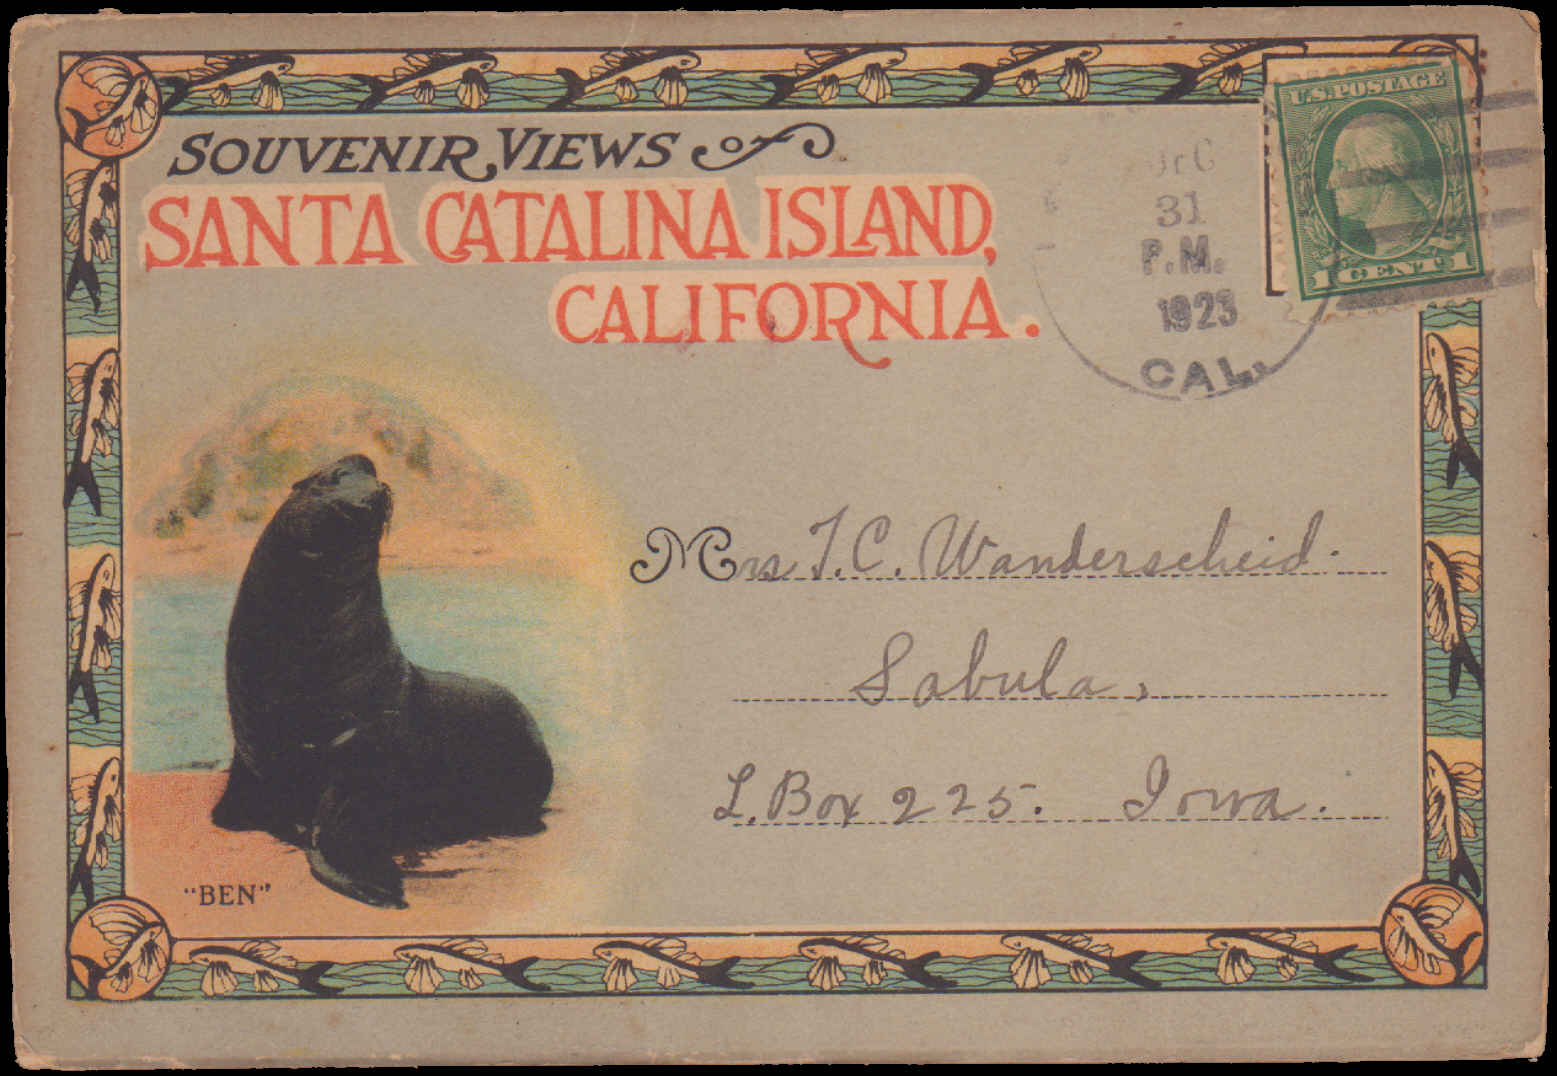 SOUVENIR VIEWS OF
SANTA CATALINA ISLAND,
CALIFORNIA.
U.S. POSTAGE
1 CENT 1
DEC
31
P.M.
1923
CAL.
Mrs T. C. Wanderscheid.
Sabula,
L. Box 225. Iowa.
"BEN"